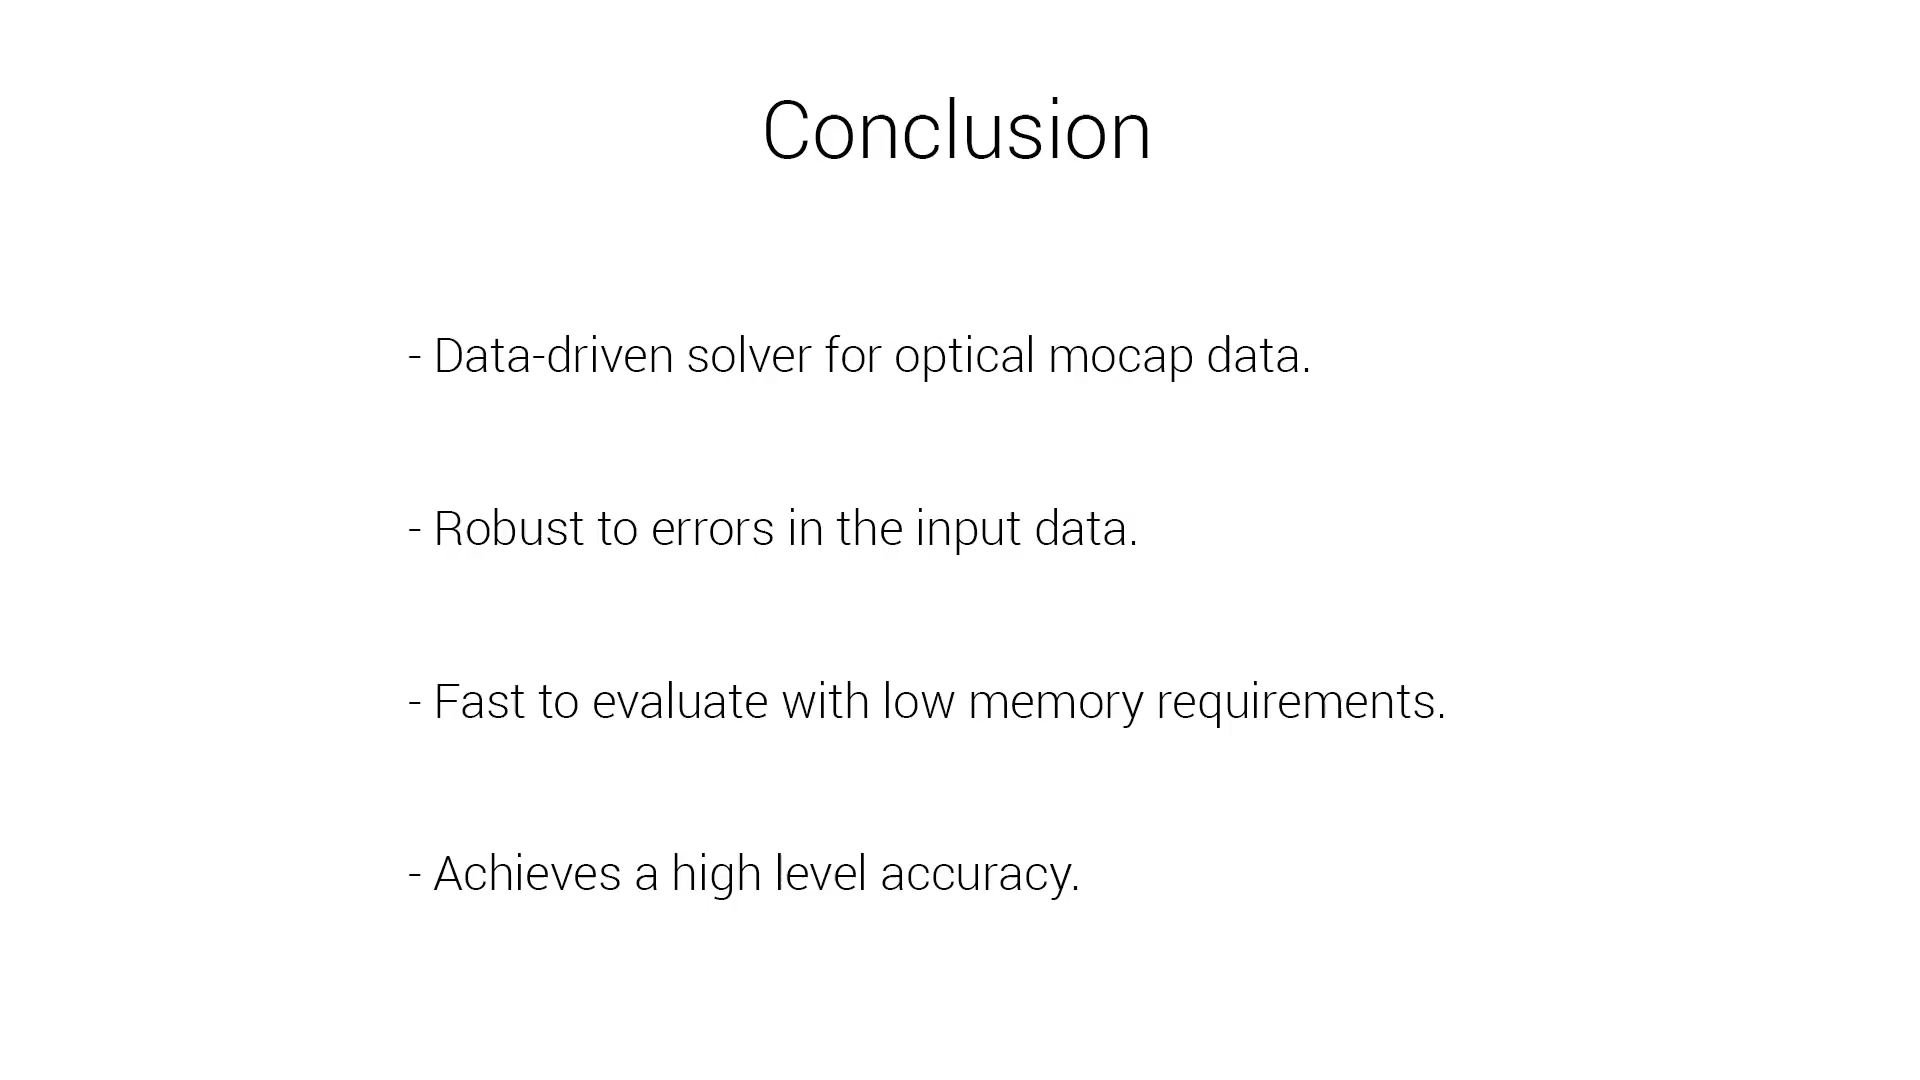 Conclusion
- Data-driven solver for optical mocap data.
- Robust to errors in the input data.
- Fast to evaluate with low memory requirements.
- Achieves a high level accuracy.